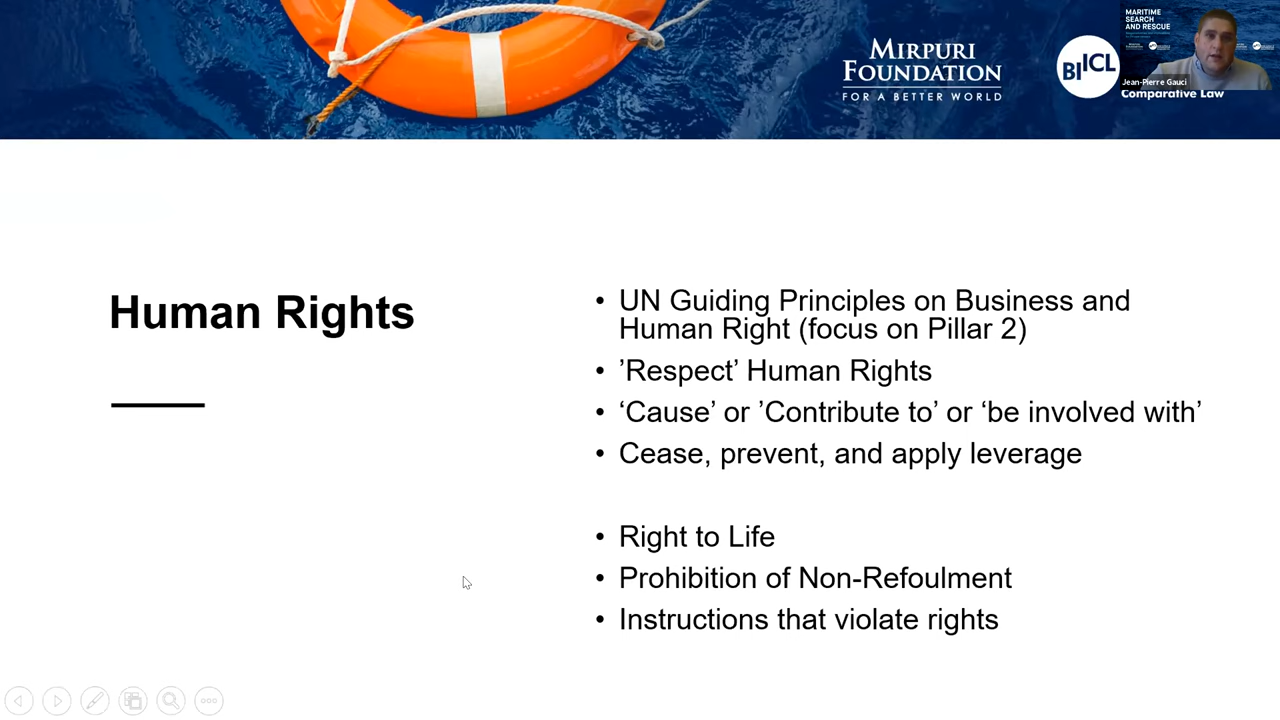 MARITIME
SEARCH
AND RESCUE
MIRPURI
FOUNDATION
FOR A BETTER WORLD
BIICL
Jean-Pierre Gauci
Comparative Law
Human Rights
• UN Guiding Principles on Business and
Human Right (focus on Pillar 2)
• ’Respect’ Human Rights
• ‘Cause’ or ’Contribute to’ or ‘be involved with’
• Cease, prevent, and apply leverage
• Right to Life
• Prohibition of Non-Refoulment
• Instructions that violate rights